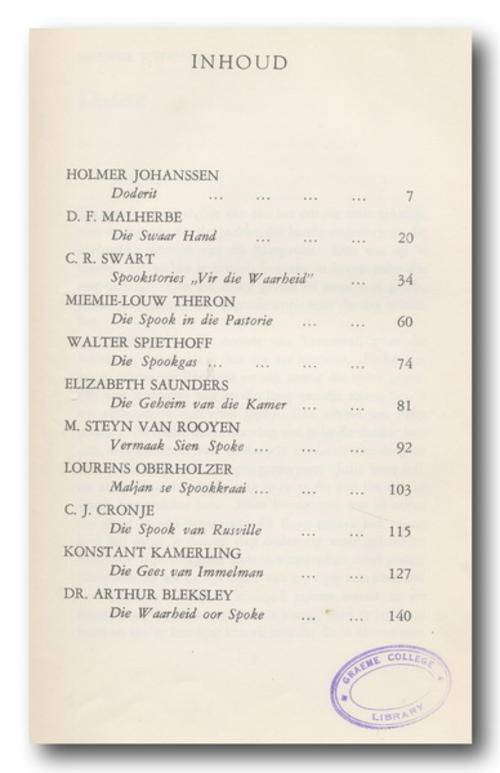 INHOUD
HOLMER JOHANSSEN
Doderit ... ... ... ... 7
D. F. MALHERBE
Die Swaar Hand ... ... ... 20
C. R. SWART
Spookstories „Vir die Waarheid" ... 34
MIEMIE-LOUW THERON
Die Spook in die Pastorie ... ... 60
WALTER SPIETHOFF
Die Spookgas ... ... ... ... 74
ELIZABETH SAUNDERS
Die Geheim van die Kamer ... ... 81
M. STEYN VAN ROOYEN
Vermaak Sien Spoke ... ... ... 92
LOURENS OBERHOLZER
Maljan se Spookkraai ... ... ... 103
C. J. CRONJE
Die Spook van Rusville ... ... 115
KONSTANT KAMERLING
Die Gees van Immelman ... ... 127
DR. ARTHUR BLEKSLEY
Die Waarheid oor Spoke ... ... 140
GRAEME COLLEGE
LIBRARY